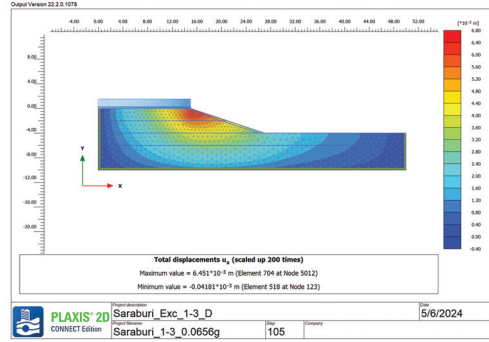 Output Version 22.2.0.1078
-4.00 0.00 4.00 8.00 12.00 16.00 20.00 24.00 28.00 32.00 36.00 40.00 44.00 48.00 52.00
[*10⁻³ m]
6.80
6.40
6.00
5.60
5.20
4.80
4.40
4.00
3.60
3.20
2.80
2.40
2.00
1.60
1.20
0.80
0.40
0.00
-0.40
8.00
4.00
0.00
-4.00
-8.00
-12.00
-16.00
-20.00
Y
X
Total displacements uₓ (scaled up 200 times)
Maximum value = 6.451*10⁻³ m (Element 704 at Node 5012)
Minimum value = -0.04181*10⁻³ m (Element 518 at Node 123)
PLAXIS® 2D
CONNECT Edition
Project description
Saraburi_Exc_1-3_D
Date
5/6/2024
Project filename
Saraburi_1-3_0.0656g
Step
105
Company